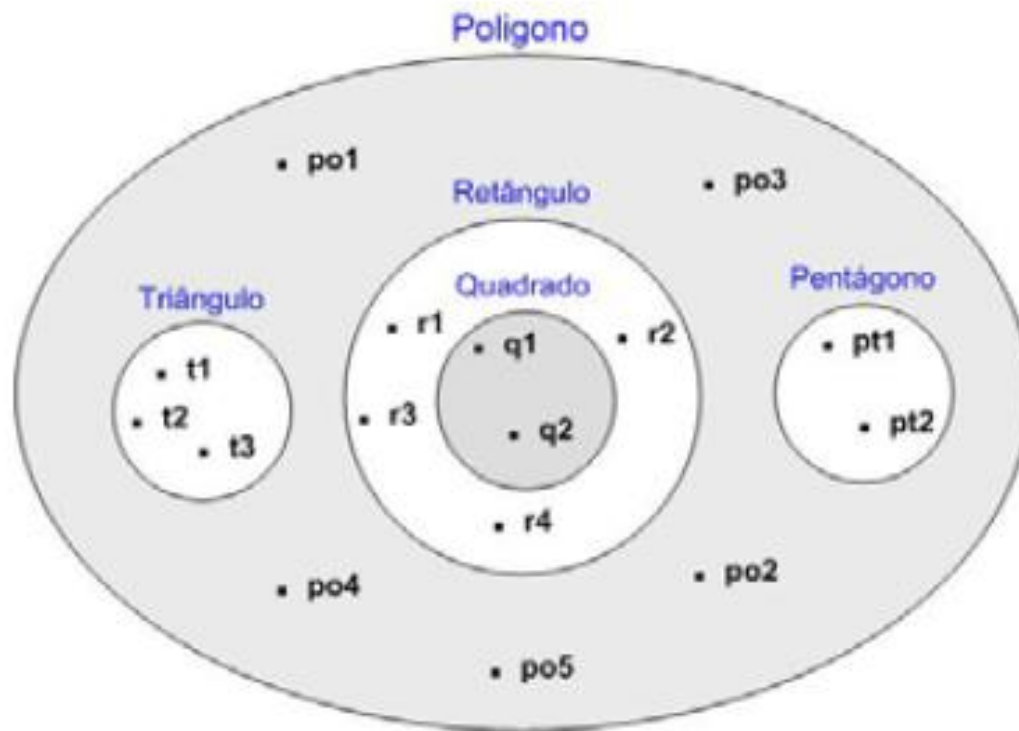 Poligono
po1
po3
Retângulo
Triângulo
Quadrado
Pentágono
r1
q1
r2
pt1
t1
t2
r3
q2
pt2
t3
r4
po4
po2
po5